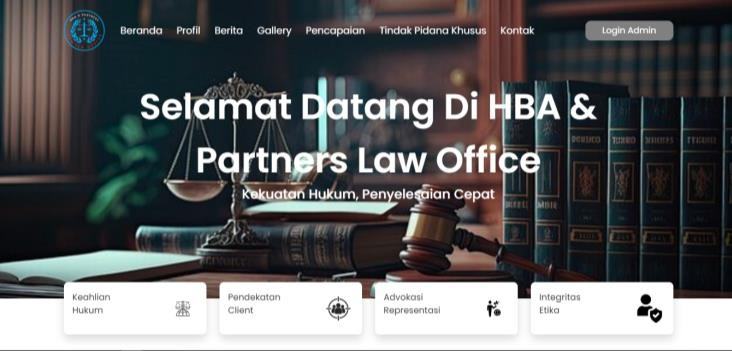 Beranda Profil Berita Gallery Pencapaian Tindak Pidana Khusus Kontak Login Admin
Selamat Datang Di HBA &
Partners Law Office
Kekuatan Hukum, Penyelesaian Cepat
Keahlian
Hukum
Pendekatan
Client
Advokasi
Representasi
Integritas
Etika